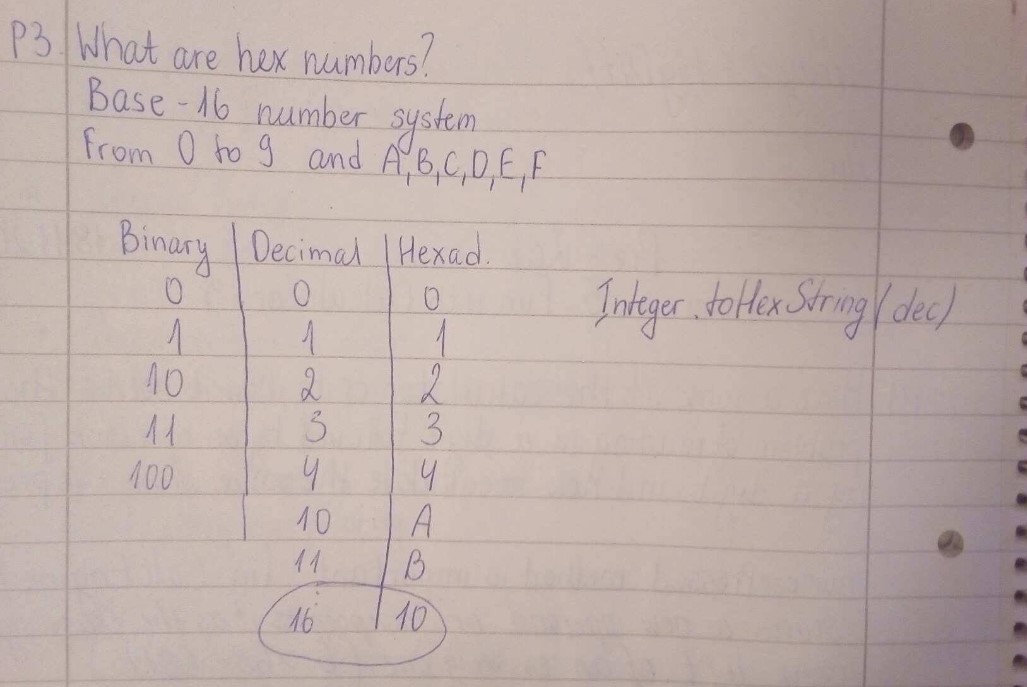 P3. What are hex numbers?
Base-16 number system
From 0 to 9 and A,B,C,D,E,F
Binary Decimal Hexad.
0 0 0 Integer.toHexString(dec)
1 1 1
10 2 2
11 3 3
100 4 4
10 A
11 B
16 10